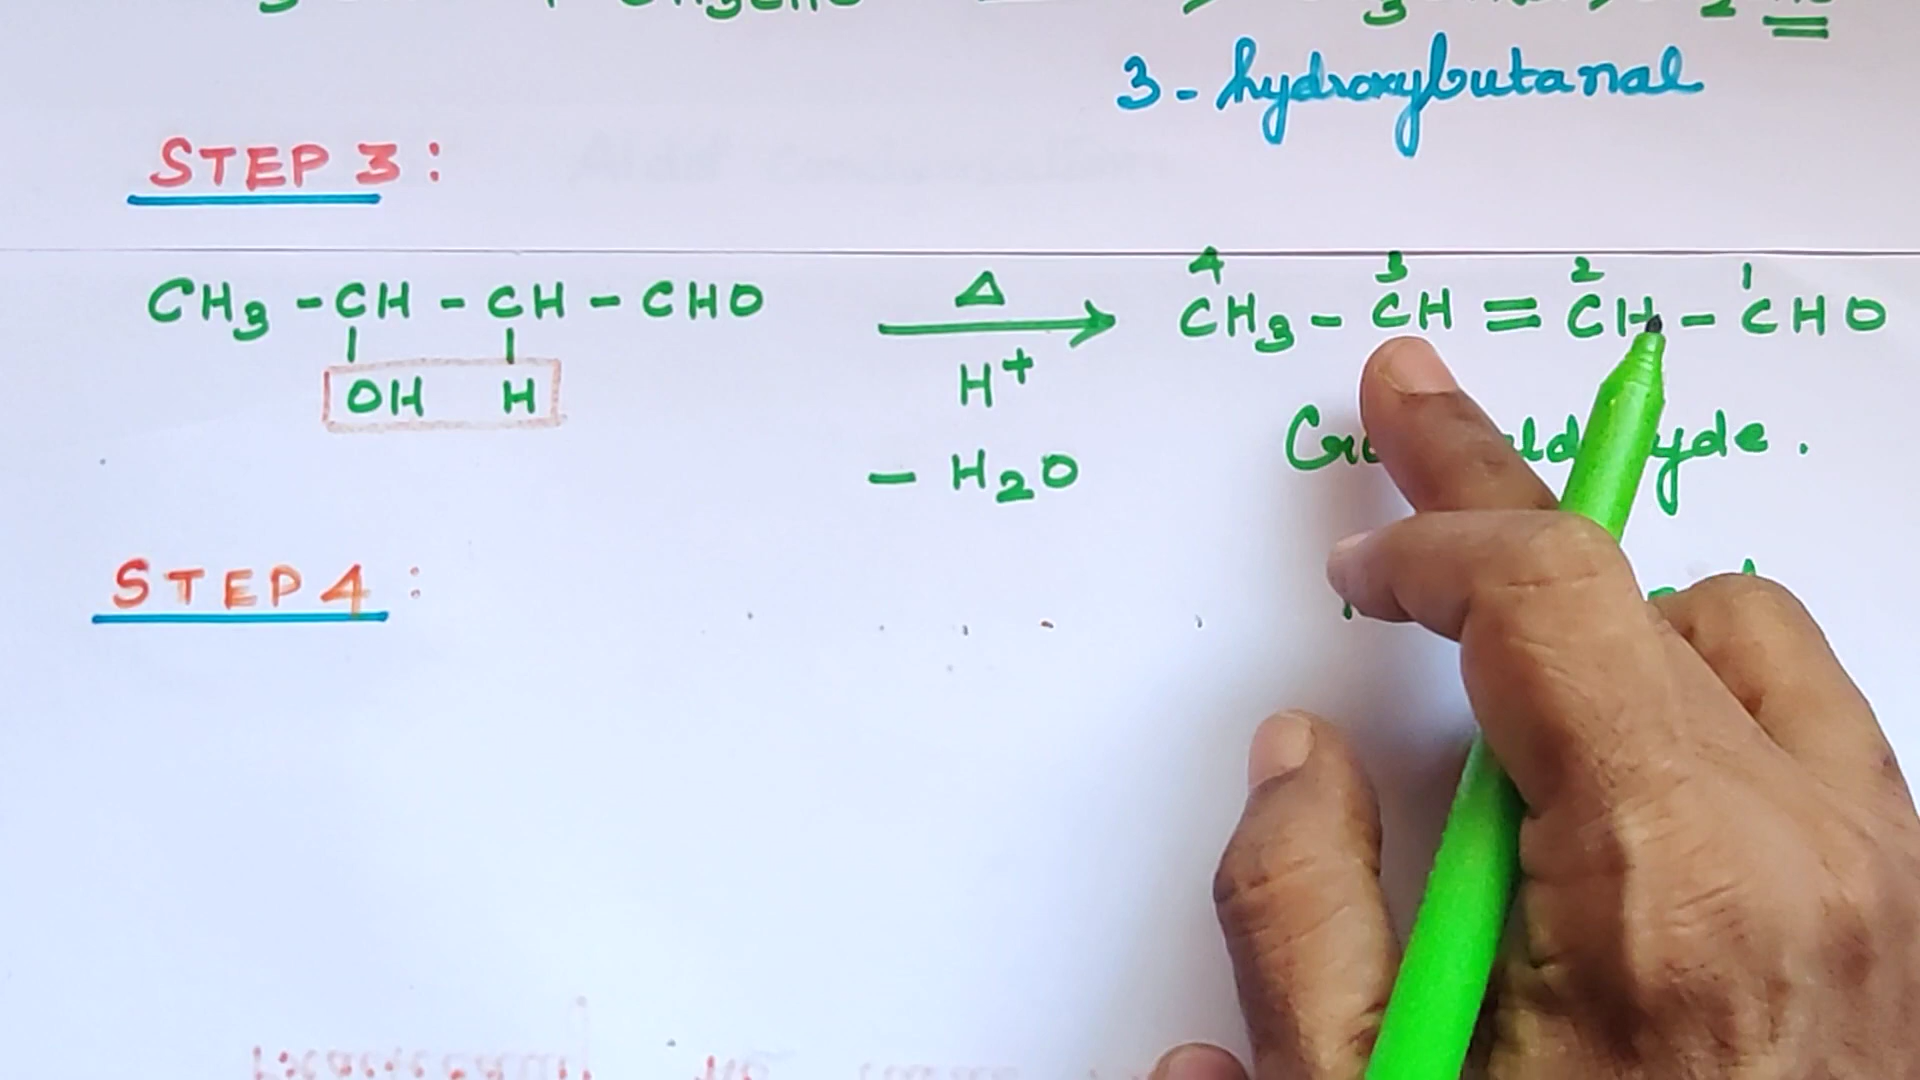 3 - hydroxybutanal
STEP 3 :
4 3 2 1
CH3 - CH - CH - CHO Δ CH3 - CH = CH - CHO
OH H H+
- H2O
STEP 4 :